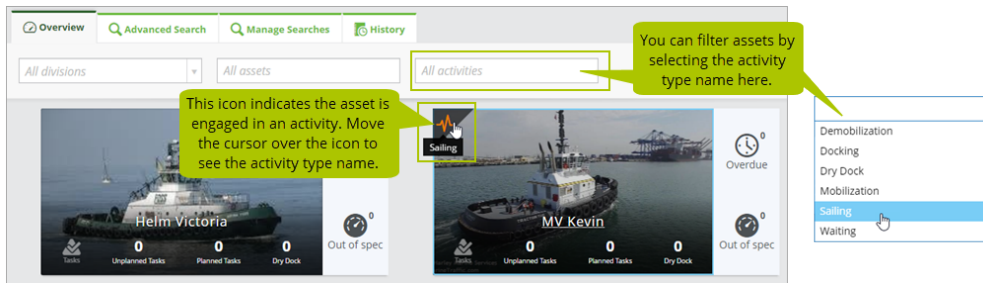 Overview
Advanced Search
Manage Searches
History
You can filter assets by
selecting the activity
type name here.
All divisions
All assets
All activities
This icon indicates the asset is
engaged in an activity. Move
the cursor over the icon to
see the activity type name.
Sailing
0
Overdue
Helm Victoria
0
Out of spec
Tasks
0
Unplanned Tasks
0
Planned Tasks
0
Dry Dock
MV Kevin
0
Out of spec
Tasks
0
Unplanned Tasks
0
Planned Tasks
0
Dry Dock
Demobilization
Docking
Dry Dock
Mobilization
Sailing
Waiting